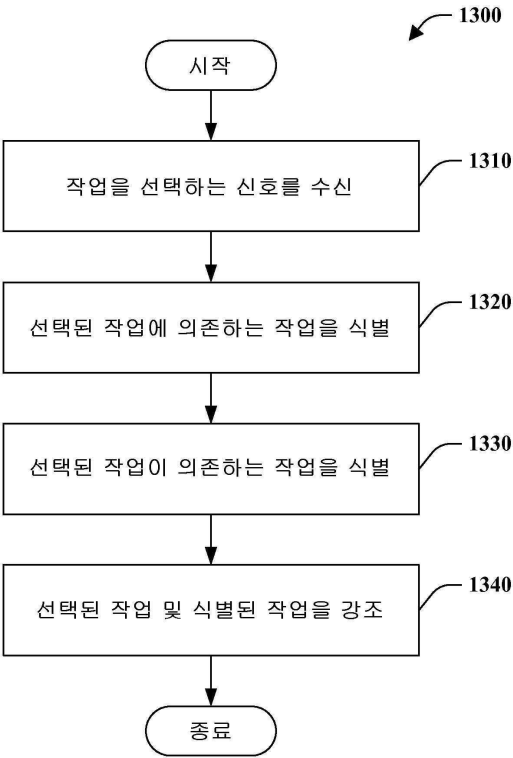 1300
시작
작업을 선택하는 신호를 수신
1310
선택된 작업에 의존하는 작업을 식별
1320
선택된 작업이 의존하는 작업을 식별
1330
선택된 작업 및 식별된 작업을 강조
1340
종료